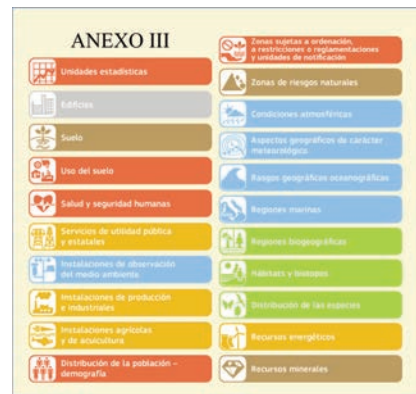 ANEXO III
Unidades estadísticas
Edificios
Suelo
Uso del suelo
Salud y seguridad humanas
Servicios de utilidad pública
y estatales
Instalaciones de observación
del medio ambiente
Instalaciones de producción
e industriales
Instalaciones agrícolas
y de acuicultura
Distribución de la población –
demografía
Zonas sujetas a ordenación,
a restricciones o reglamentaciones
y unidades de notificación
Zonas de riesgos naturales
Condiciones atmosféricas
Aspectos geográficos de carácter
meteorológico
Rasgos geográficos oceanográficos
Regiones marinas
Regiones biogeográficas
Hábitats y biotopos
Distribución de las especies
Recursos energéticos
Recursos minerales